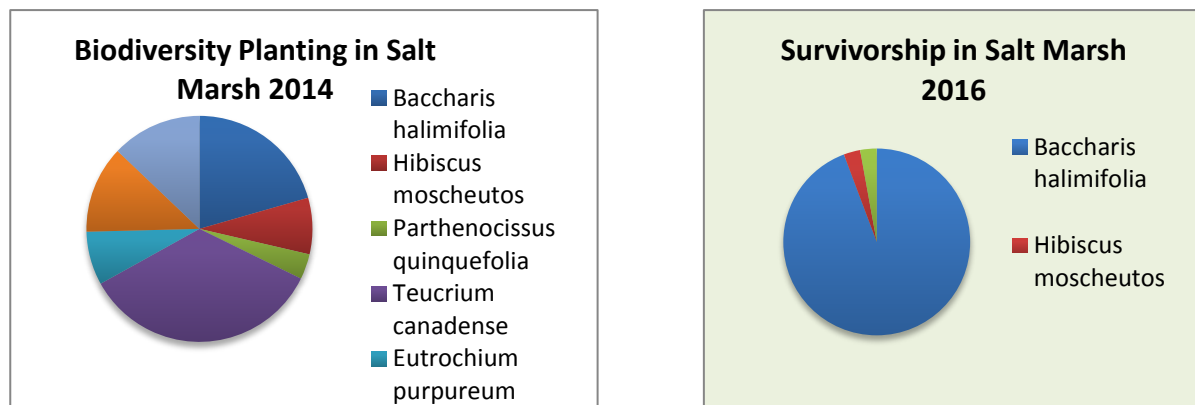 Biodiversity Planting in Salt
Marsh 2014
Baccharis
halimifolia
Hibiscus
moscheutos
Parthenocissus
quinquefolia
Teucrium
canadense
Eutrochium
purpureum
Survivorship in Salt Marsh
2016
Baccharis
halimifolia
Hibiscus
moscheutos